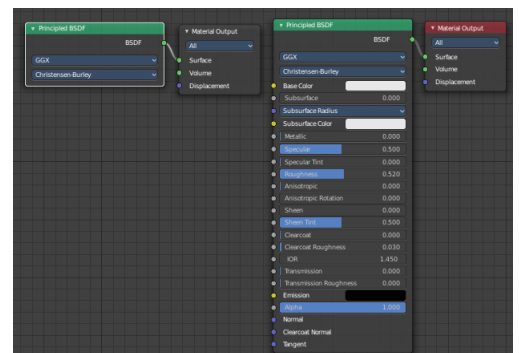 Principled BSDF
BSDF
GGX
Christensen-Burley
Material Output
All
Surface
Volume
Displacement
Principled BSDF
BSDF
GGX
Christensen-Burley
Base Color
Subsurface 0.000
Subsurface Radius
Subsurface Color
Metallic 0.000
Specular 0.500
Specular Tint 0.000
Roughness 0.520
Anisotropic 0.000
Anisotropic Rotation 0.000
Sheen 0.000
Sheen Tint 0.500
Clearcoat 0.000
Clearcoat Roughness 0.030
IOR 1.450
Transmission 0.000
Transmission Roughness 0.000
Emission
Alpha 1.000
Normal
Clearcoat Normal
Tangent
Material Output
All
Surface
Volume
Displacement